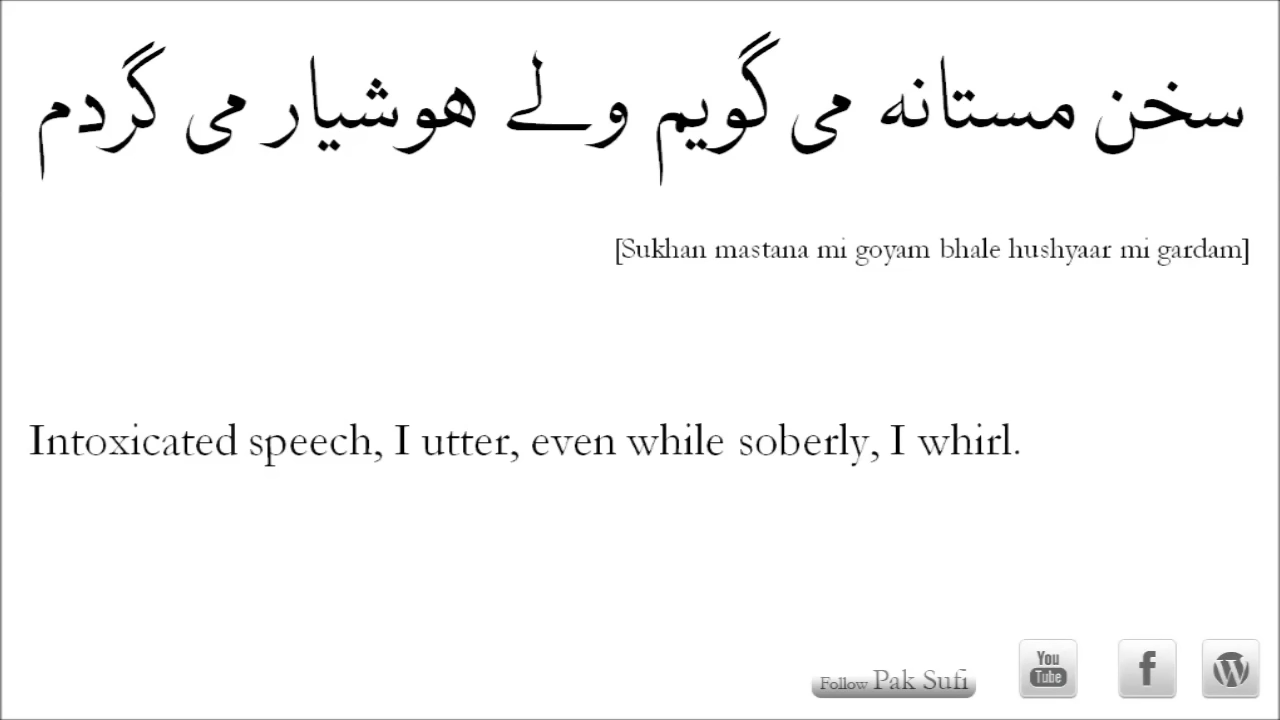 سخن مستانہ می گویم ولے هوشیار می گردم
[Sukhan mastana mi goyam bhale hushyaar mi gardam]
Intoxicated speech, I utter, even while soberly, I whirl.
Follow Pak Sufi
You
Tube
f
W